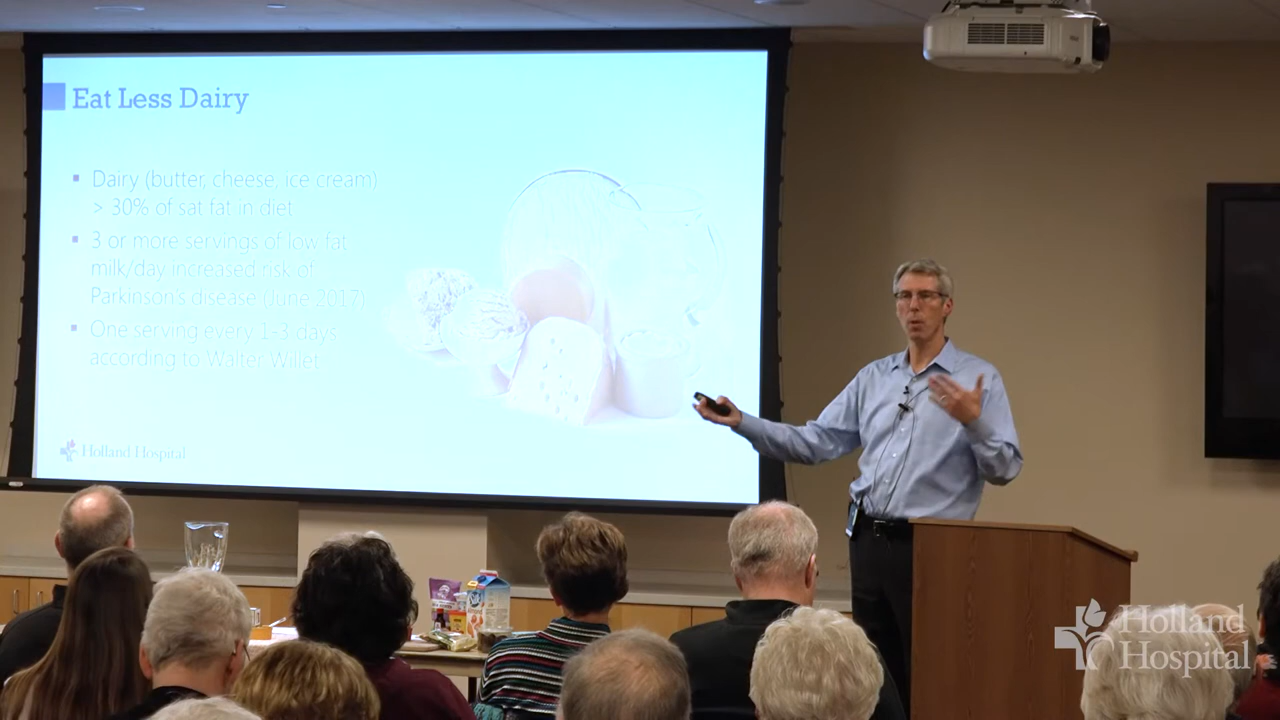 Eat Less Dairy
▪ Dairy (butter, cheese, ice cream)
> 30% of sat fat in diet
▪ 3 or more servings of low fat
milk/day increased risk of
Parkinson's disease (June 2017)
▪ One serving every 1-3 days
according to Walter Willet
Holland Hospital
Holland
Hospital